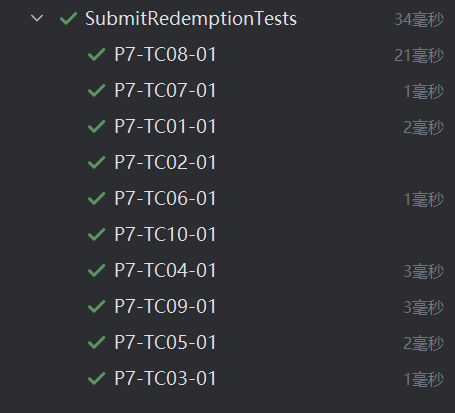 SubmitRedemptionTests 34毫秒
P7-TC08-01 21毫秒
P7-TC07-01 1毫秒
P7-TC01-01 2毫秒
P7-TC02-01
P7-TC06-01 1毫秒
P7-TC10-01
P7-TC04-01 3毫秒
P7-TC09-01 3毫秒
P7-TC05-01 2毫秒
P7-TC03-01 1毫秒